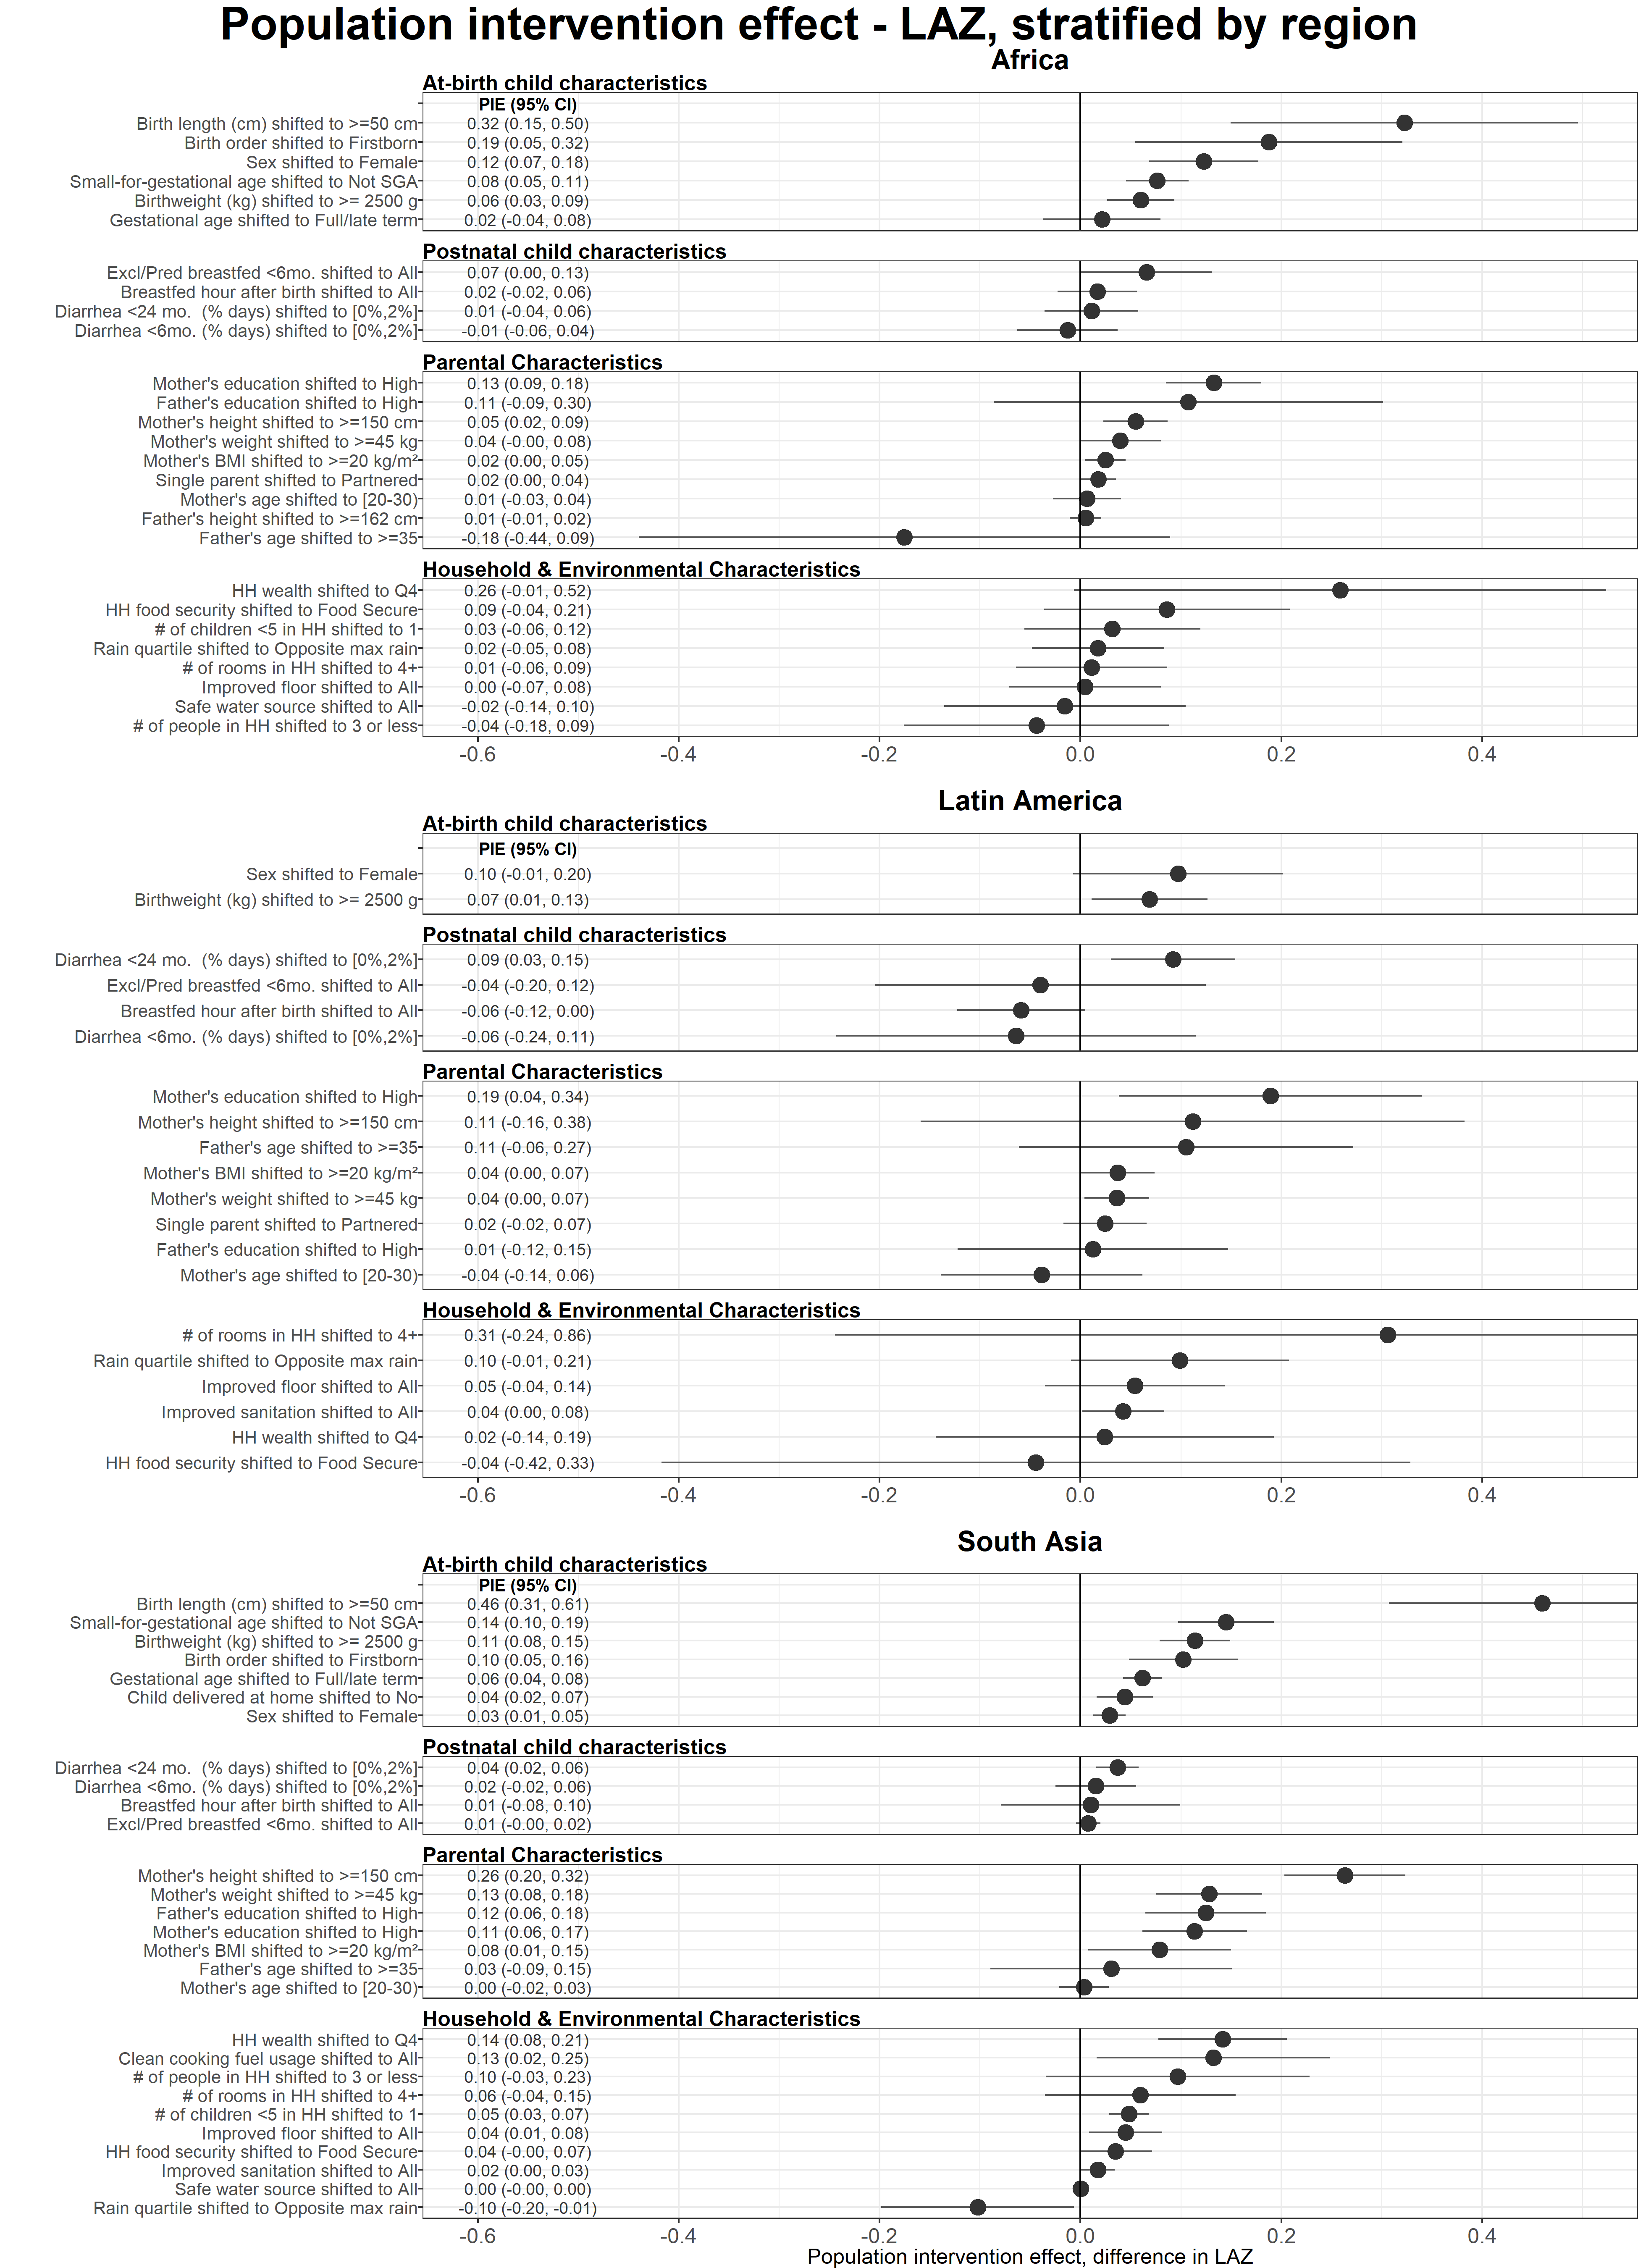 Population intervention effect - LAZ, stratified by region
Africa
At-birth child characteristics
PIE (95% CI)
Birth length (cm) shifted to >=50 cm 0.32 (0.15, 0.50)
Birth order shifted to Firstborn 0.19 (0.05, 0.32)
Sex shifted to Female 0.12 (0.07, 0.18)
Small-for-gestational age shifted to Not SGA 0.08 (0.05, 0.11)
Birthweight (kg) shifted to >= 2500 g 0.06 (0.03, 0.09)
Gestational age shifted to Full/late term 0.02 (-0.04, 0.08)
Postnatal child characteristics
Excl/Pred breastfed <6mo. shifted to All 0.07 (0.00, 0.13)
Breastfed hour after birth shifted to All 0.02 (-0.02, 0.06)
Diarrhea <24 mo.  (% days) shifted to [0%,2%] 0.01 (-0.04, 0.06)
Diarrhea <6mo. (% days) shifted to [0%,2%] -0.01 (-0.06, 0.04)
Parental Characteristics
Mother's education shifted to High 0.13 (0.09, 0.18)
Father's education shifted to High 0.11 (-0.09, 0.30)
Mother's height shifted to >=150 cm 0.05 (0.02, 0.09)
Mother's weight shifted to >=45 kg 0.04 (-0.00, 0.08)
Mother's BMI shifted to >=20 kg/m² 0.02 (0.00, 0.05)
Single parent shifted to Partnered 0.02 (0.00, 0.04)
Mother's age shifted to [20-30) 0.01 (-0.03, 0.04)
Father's height shifted to >=162 cm 0.01 (-0.01, 0.02)
Father's age shifted to >=35 -0.18 (-0.44, 0.09)
Household & Environmental Characteristics
HH wealth shifted to Q4 0.26 (-0.01, 0.52)
HH food security shifted to Food Secure 0.09 (-0.04, 0.21)
# of children <5 in HH shifted to 1 0.03 (-0.06, 0.12)
Rain quartile shifted to Opposite max rain 0.02 (-0.05, 0.08)
# of rooms in HH shifted to 4+ 0.01 (-0.06, 0.09)
Improved floor shifted to All 0.00 (-0.07, 0.08)
Safe water source shifted to All -0.02 (-0.14, 0.10)
# of people in HH shifted to 3 or less -0.04 (-0.18, 0.09)
-0.6 -0.4 -0.2 0.0 0.2 0.4
Latin America
At-birth child characteristics
PIE (95% CI)
Sex shifted to Female 0.10 (-0.01, 0.20)
Birthweight (kg) shifted to >= 2500 g 0.07 (0.01, 0.13)
Postnatal child characteristics
Diarrhea <24 mo.  (% days) shifted to [0%,2%] 0.09 (0.03, 0.15)
Excl/Pred breastfed <6mo. shifted to All -0.04 (-0.20, 0.12)
Breastfed hour after birth shifted to All -0.06 (-0.12, 0.00)
Diarrhea <6mo. (% days) shifted to [0%,2%] -0.06 (-0.24, 0.11)
Parental Characteristics
Mother's education shifted to High 0.19 (0.04, 0.34)
Mother's height shifted to >=150 cm 0.11 (-0.16, 0.38)
Father's age shifted to >=35 0.11 (-0.06, 0.27)
Mother's BMI shifted to >=20 kg/m² 0.04 (0.00, 0.07)
Mother's weight shifted to >=45 kg 0.04 (0.00, 0.07)
Single parent shifted to Partnered 0.02 (-0.02, 0.07)
Father's education shifted to High 0.01 (-0.12, 0.15)
Mother's age shifted to [20-30) -0.04 (-0.14, 0.06)
Household & Environmental Characteristics
# of rooms in HH shifted to 4+ 0.31 (-0.24, 0.86)
Rain quartile shifted to Opposite max rain 0.10 (-0.01, 0.21)
Improved floor shifted to All 0.05 (-0.04, 0.14)
Improved sanitation shifted to All 0.04 (0.00, 0.08)
HH wealth shifted to Q4 0.02 (-0.14, 0.19)
HH food security shifted to Food Secure -0.04 (-0.42, 0.33)
-0.6 -0.4 -0.2 0.0 0.2 0.4
South Asia
At-birth child characteristics
PIE (95% CI)
Birth length (cm) shifted to >=50 cm 0.46 (0.31, 0.61)
Small-for-gestational age shifted to Not SGA 0.14 (0.10, 0.19)
Birthweight (kg) shifted to >= 2500 g 0.11 (0.08, 0.15)
Birth order shifted to Firstborn 0.10 (0.05, 0.16)
Gestational age shifted to Full/late term 0.06 (0.04, 0.08)
Child delivered at home shifted to No 0.04 (0.02, 0.07)
Sex shifted to Female 0.03 (0.01, 0.05)
Postnatal child characteristics
Diarrhea <24 mo.  (% days) shifted to [0%,2%] 0.04 (0.02, 0.06)
Diarrhea <6mo. (% days) shifted to [0%,2%] 0.02 (-0.02, 0.06)
Breastfed hour after birth shifted to All 0.01 (-0.08, 0.10)
Excl/Pred breastfed <6mo. shifted to All 0.01 (-0.00, 0.02)
Parental Characteristics
Mother's height shifted to >=150 cm 0.26 (0.20, 0.32)
Mother's weight shifted to >=45 kg 0.13 (0.08, 0.18)
Father's education shifted to High 0.12 (0.06, 0.18)
Mother's education shifted to High 0.11 (0.06, 0.17)
Mother's BMI shifted to >=20 kg/m² 0.08 (0.01, 0.15)
Father's age shifted to >=35 0.03 (-0.09, 0.15)
Mother's age shifted to [20-30) 0.00 (-0.02, 0.03)
Household & Environmental Characteristics
HH wealth shifted to Q4 0.14 (0.08, 0.21)
Clean cooking fuel usage shifted to All 0.13 (0.02, 0.25)
# of people in HH shifted to 3 or less 0.10 (-0.03, 0.23)
# of rooms in HH shifted to 4+ 0.06 (-0.04, 0.15)
# of children <5 in HH shifted to 1 0.05 (0.03, 0.07)
Improved floor shifted to All 0.04 (0.01, 0.08)
HH food security shifted to Food Secure 0.04 (-0.00, 0.07)
Improved sanitation shifted to All 0.02 (0.00, 0.03)
Safe water source shifted to All 0.00 (-0.00, 0.00)
Rain quartile shifted to Opposite max rain -0.10 (-0.20, -0.01)
-0.6 -0.4 -0.2 0.0 0.2 0.4
Population intervention effect, difference in LAZ